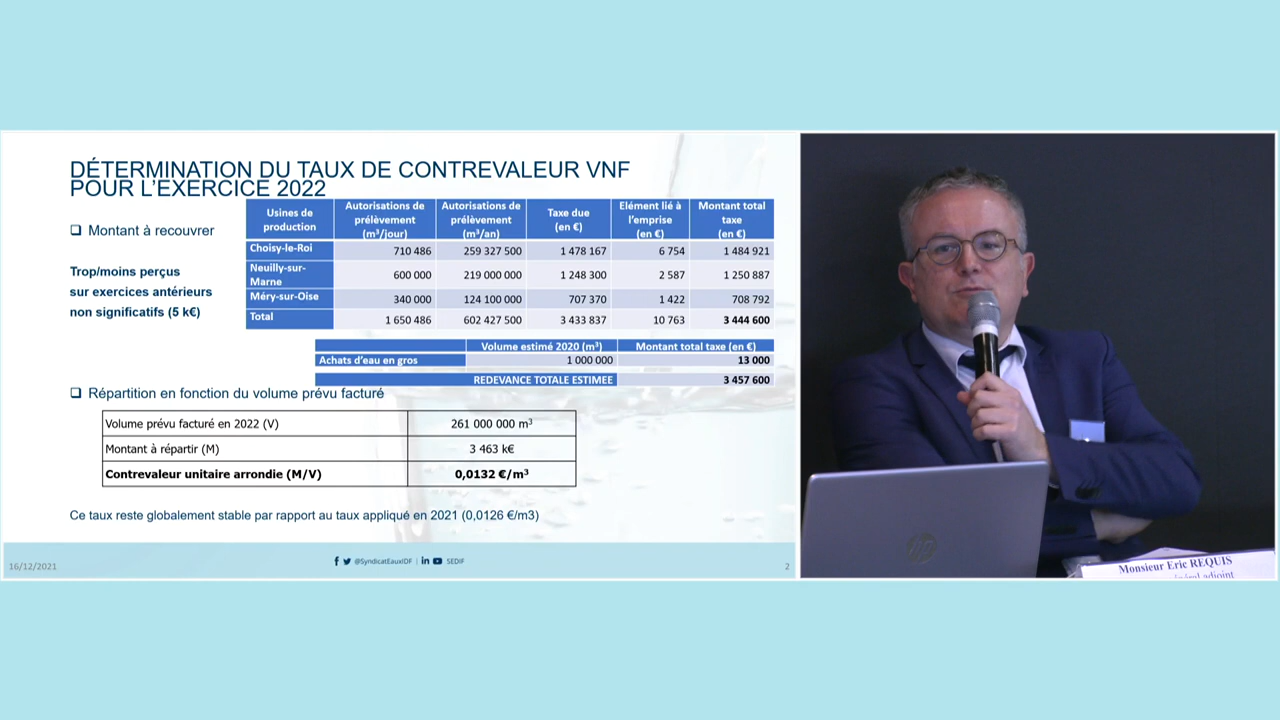 DÉTERMINATION DU TAUX DE CONTREVALEUR VNF
POUR L'EXERCICE 2022
❑ Montant à recouvrer
Trop/moins perçus
sur exercices antérieurs
non significatifs (5 k€)
Usines de production | Autorisations de prélèvement (m³/jour) | Autorisations de prélèvement (m³/an) | Taxe due (en €) | Elément lié à l'emprise (en €) | Montant total taxe (en €)
Choisy-le-Roi 710 486 259 327 500 1 478 167 6 754 1 484 921
Neuilly-sur-Marne 600 000 219 000 000 1 248 300 2 587 1 250 887
Méry-sur-Oise 340 000 124 100 000 707 370 1 422 708 792
Total 1 650 486 602 427 500 3 433 837 10 763 3 444 600
Volume estimé 2020 (m³) Montant total taxe (en €)
Achats d'eau en gros 1 000 000 13 000
REDEVANCE TOTALE ESTIMEE 3 457 600
❑ Répartition en fonction du volume prévu facturé
Volume prévu facturé en 2022 (V) 261 000 000 m³
Montant à répartir (M) 3 463 k€
Contrevaleur unitaire arrondie (M/V) 0,0132 €/m³
Ce taux reste globalement stable par rapport au taux appliqué en 2021 (0,0126 €/m3)
16/12/2021
@SyndicatEauxIDF | in SEDIF
2
hp
Monsieur Eric REQUIS
général adjoint